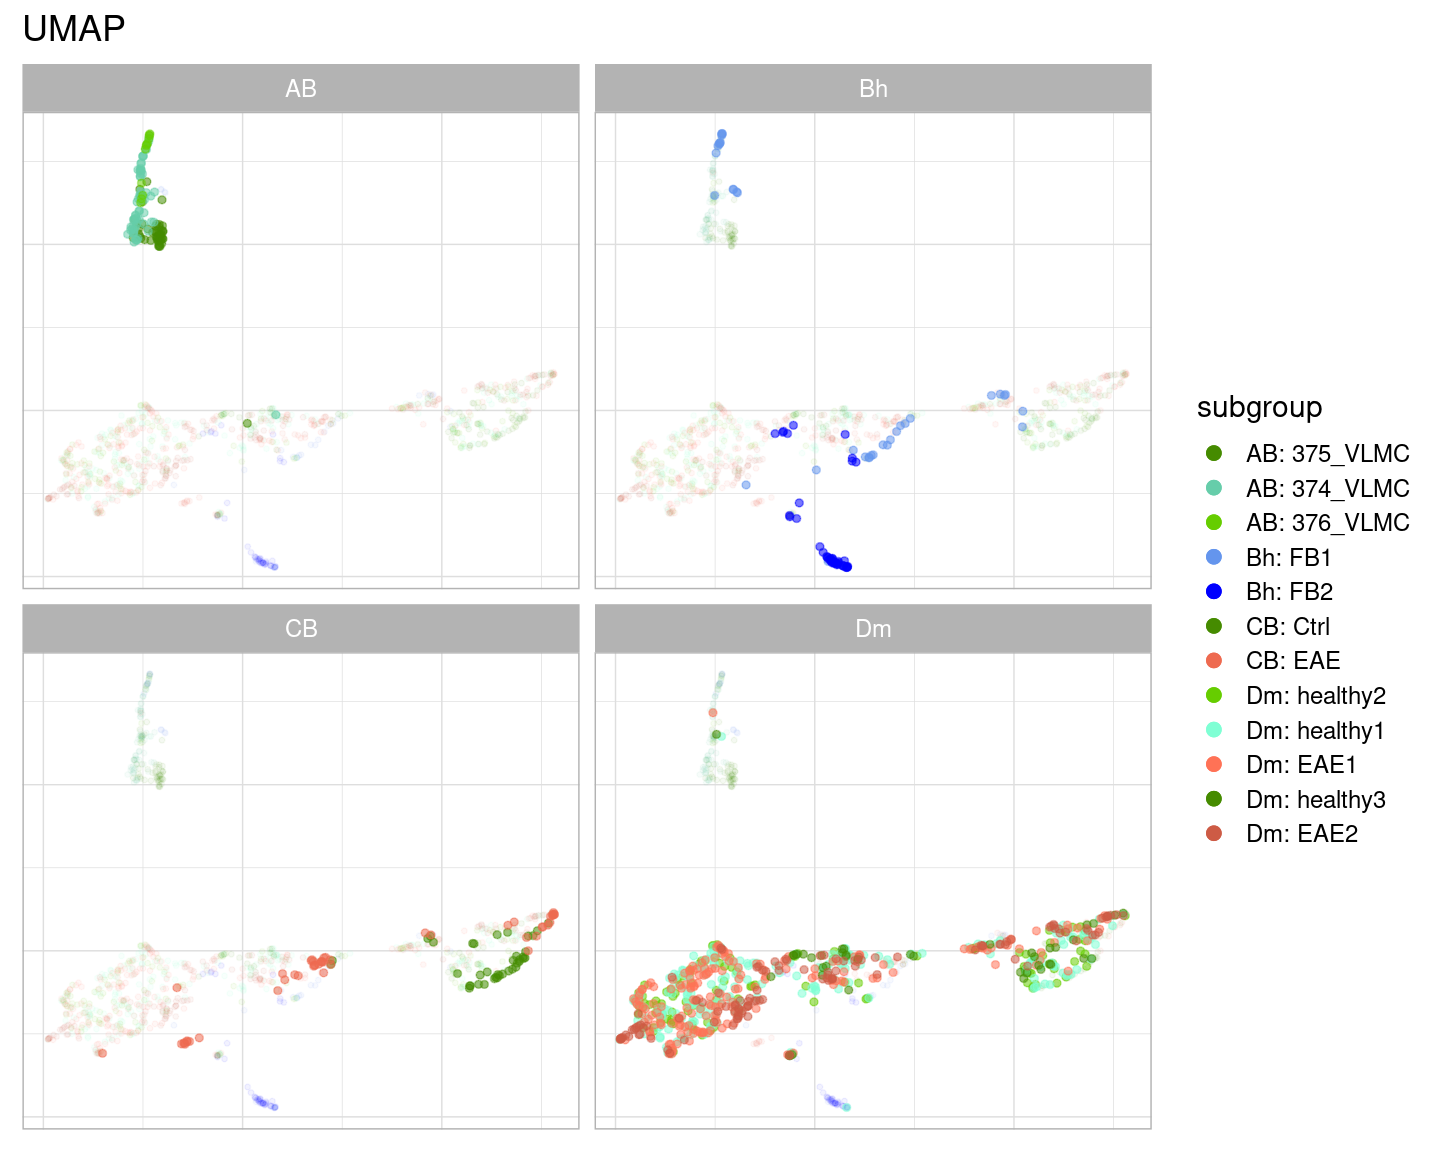 UMAP
AB
Bh
CB
Dm
subgroup
AB: 375_VLMC
AB: 374_VLMC
AB: 376_VLMC
Bh: FB1
Bh: FB2
CB: Ctrl
CB: EAE
Dm: healthy2
Dm: healthy1
Dm: EAE1
Dm: healthy3
Dm: EAE2